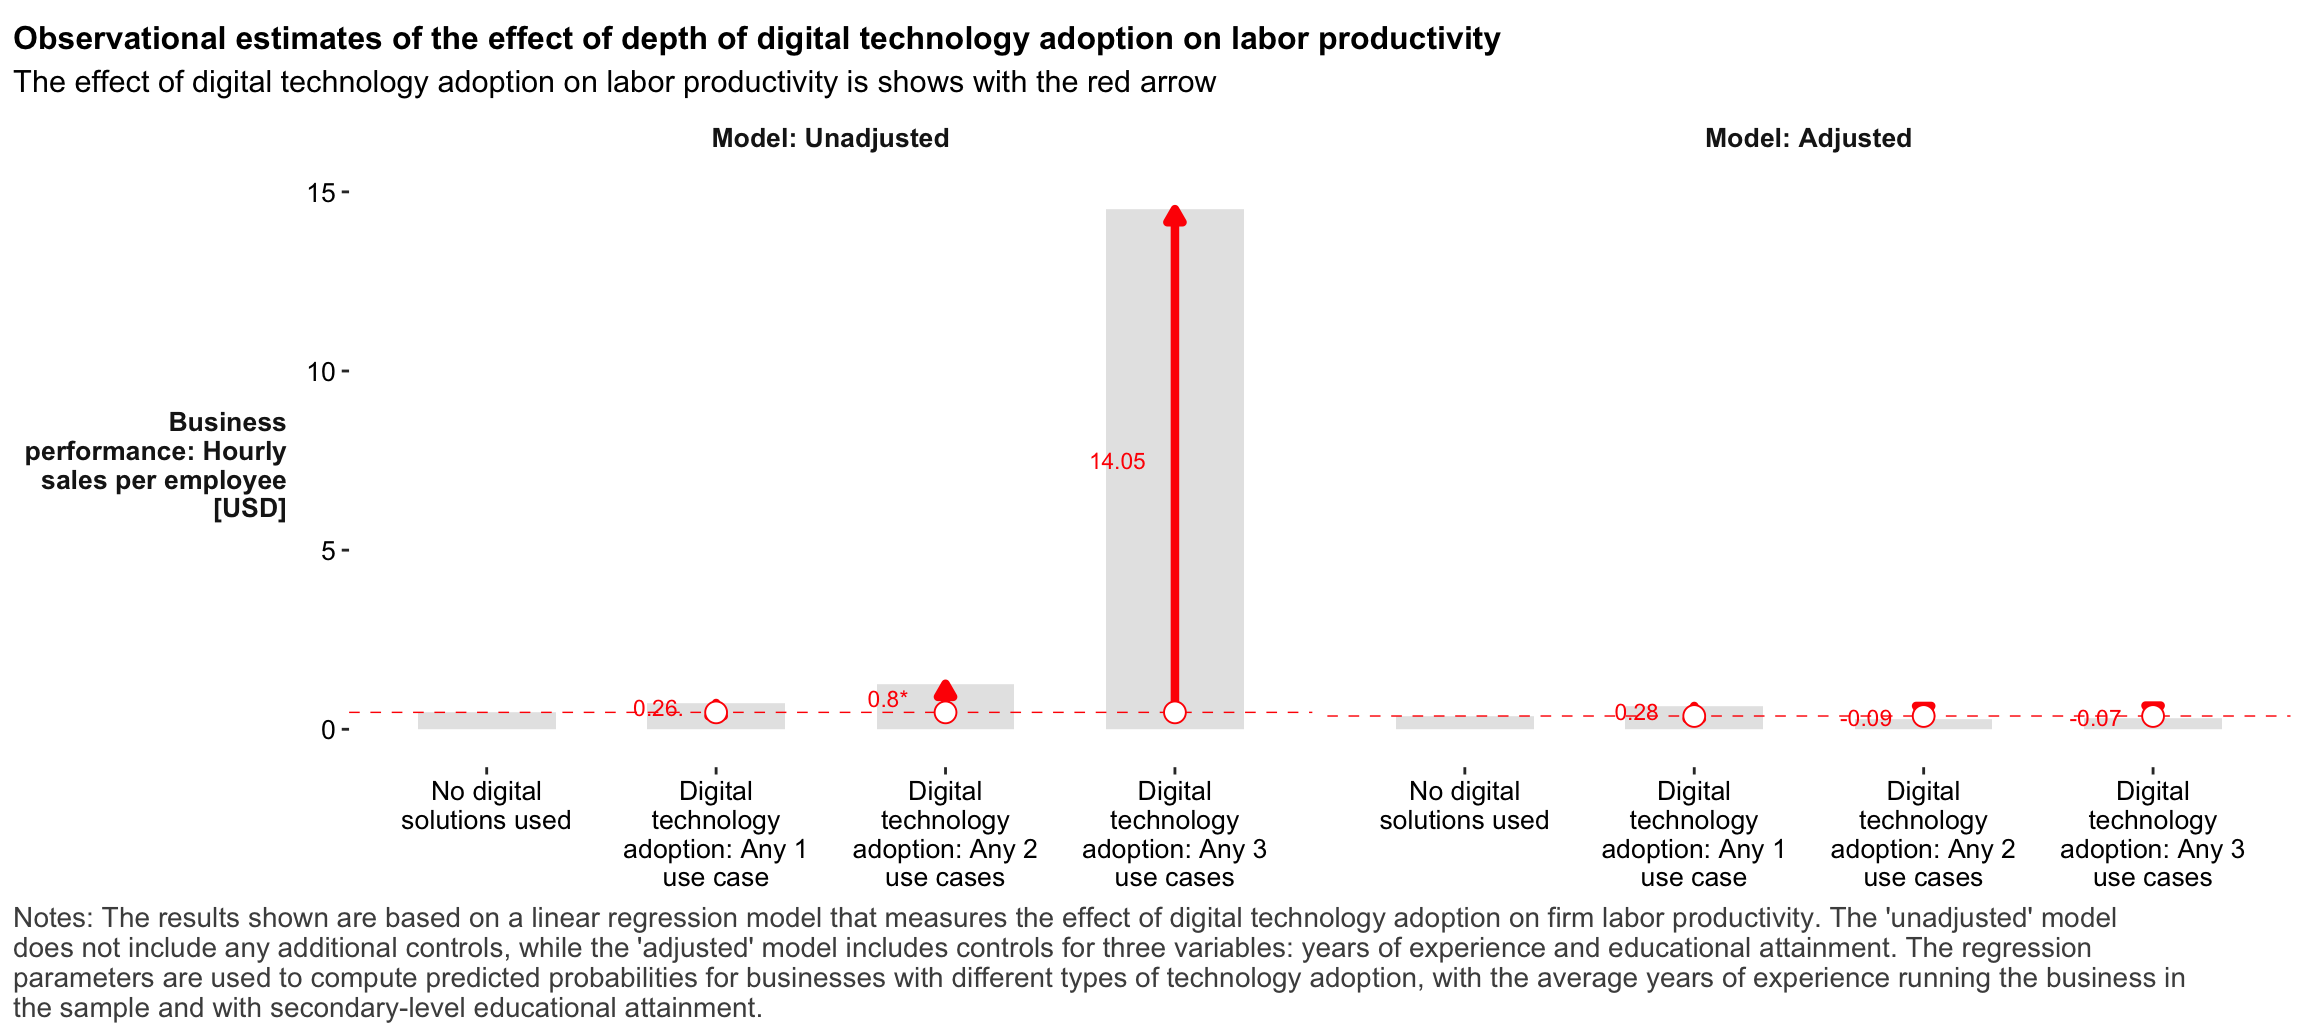 Observational estimates of the effect of depth of digital technology adoption on labor productivity
The effect of digital technology adoption on labor productivity is shows with the red arrow
Model: Unadjusted
Model: Adjusted
Business
performance: Hourly
sales per employee
[USD]
15
10
5
0
0.26.
0.8*
14.05
0.28
-0.09
-0.07
No digital
solutions used
Digital
technology
adoption: Any 1
use case
Digital
technology
adoption: Any 2
use cases
Digital
technology
adoption: Any 3
use cases
No digital
solutions used
Digital
technology
adoption: Any 1
use case
Digital
technology
adoption: Any 2
use cases
Digital
technology
adoption: Any 3
use cases
Notes: The results shown are based on a linear regression model that measures the effect of digital technology adoption on firm labor productivity. The 'unadjusted' model
does not include any additional controls, while the 'adjusted' model includes controls for three variables: years of experience and educational attainment. The regression
parameters are used to compute predicted probabilities for businesses with different types of technology adoption, with the average years of experience running the business in
the sample and with secondary-level educational attainment.